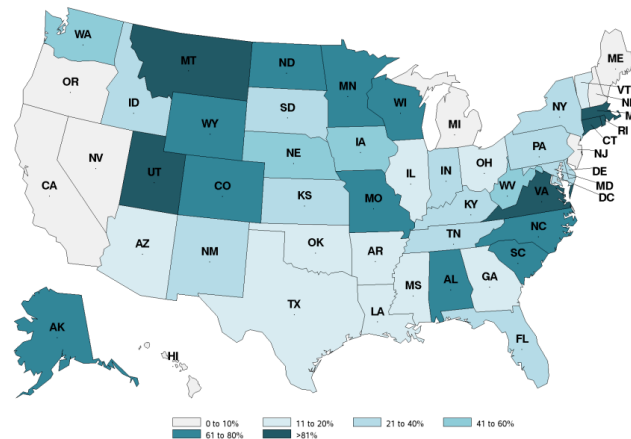 WA
MT
ND
MN
OR
ID
SD
WI
MI
ME
VT
NY
WY
NE
IA
PA
RI
CT
NJ
NV
UT
CO
IL
IN
OH
WV
VA
DE
MD
DC
CA
KS
MO
KY
NC
AZ
NM
OK
AR
TN
SC
TX
LA
MS
AL
GA
FL
AK
HI
0 to 10%
11 to 20%
21 to 40%
41 to 60%
61 to 80%
>81%